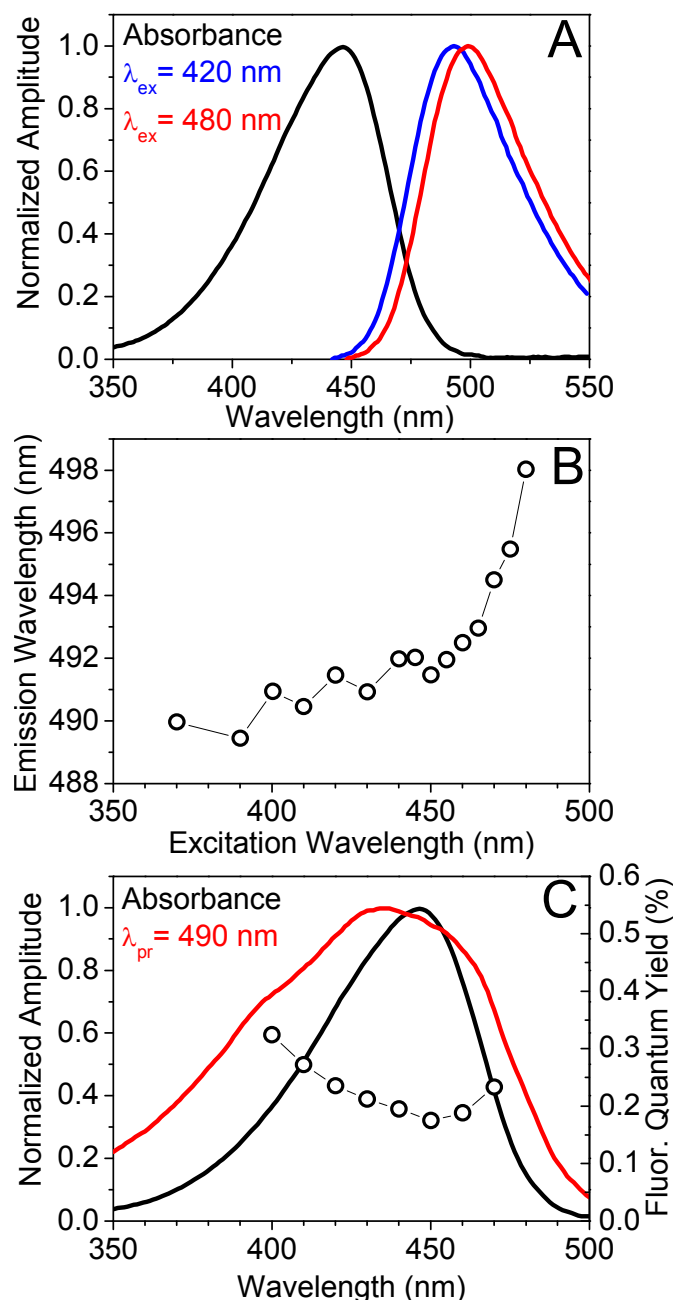 A
Absorbance
λex= 420 nm
λex= 480 nm
Normalized Amplitude
1.0
0.8
0.6
0.4
0.2
0.0
350 400 450 500 550
Wavelength (nm)
B
Emission Wavelength (nm)
498
496
494
492
490
488
350 400 450 500
Excitation Wavelength (nm)
C
Absorbance
λpr= 490 nm
Normalized Amplitude
1.0
0.8
0.6
0.4
0.2
0.0
Fluor. Quantum Yield (%)
0.6
0.5
0.4
0.3
0.2
0.1
0.0
350 400 450 500
Wavelength (nm)